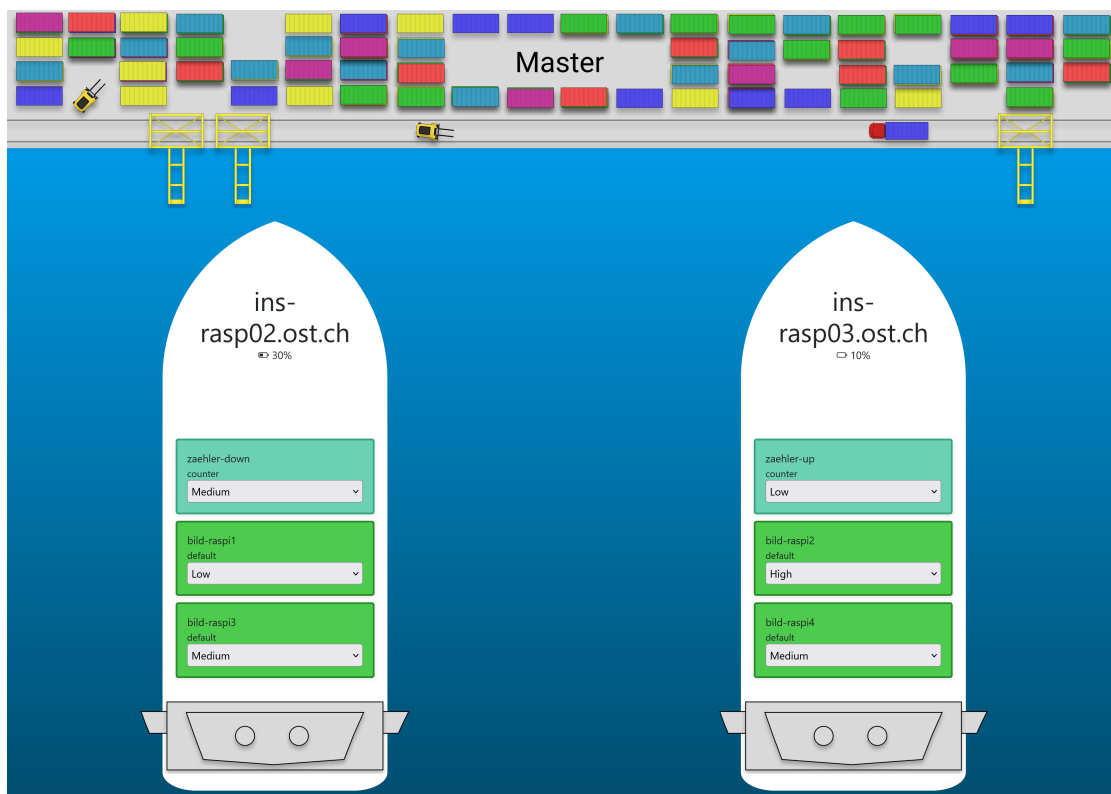 Master
ins-
rasp02.ost.ch
30%
zaehler-down
counter
Medium
bild-raspi1
default
Low
bild-raspi3
default
Medium
ins-
rasp03.ost.ch
10%
zaehler-up
counter
Low
bild-raspi2
default
High
bild-raspi4
default
Medium